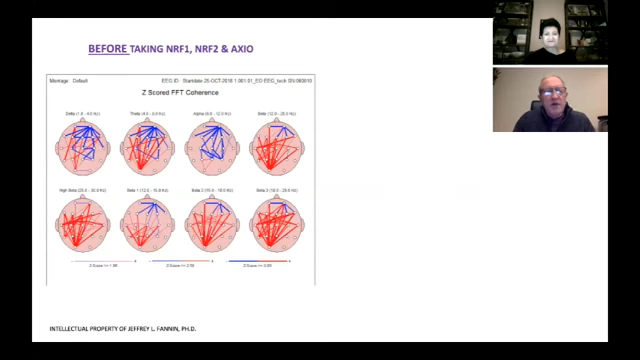 BEFORE TAKING NRF1, NRF2 & AXIO
Montage: Default
Z Scored FFT Coherence
Delta (1.0 - 4.0 Hz)
Theta (4.0 - 8.0 Hz)
Alpha (8.0 - 12.0 Hz)
Beta (12.0 - 25.0 Hz)
High Beta (25.0 - 30.0 Hz)
Beta 1 (12.0 - 15.0 Hz)
Beta 2 (15.0 - 18.0 Hz)
Beta 3 (18.0 - 25.0 Hz)
INTELLECTUAL PROPERTY OF JEFFREY L. FANNIN, PH.D.